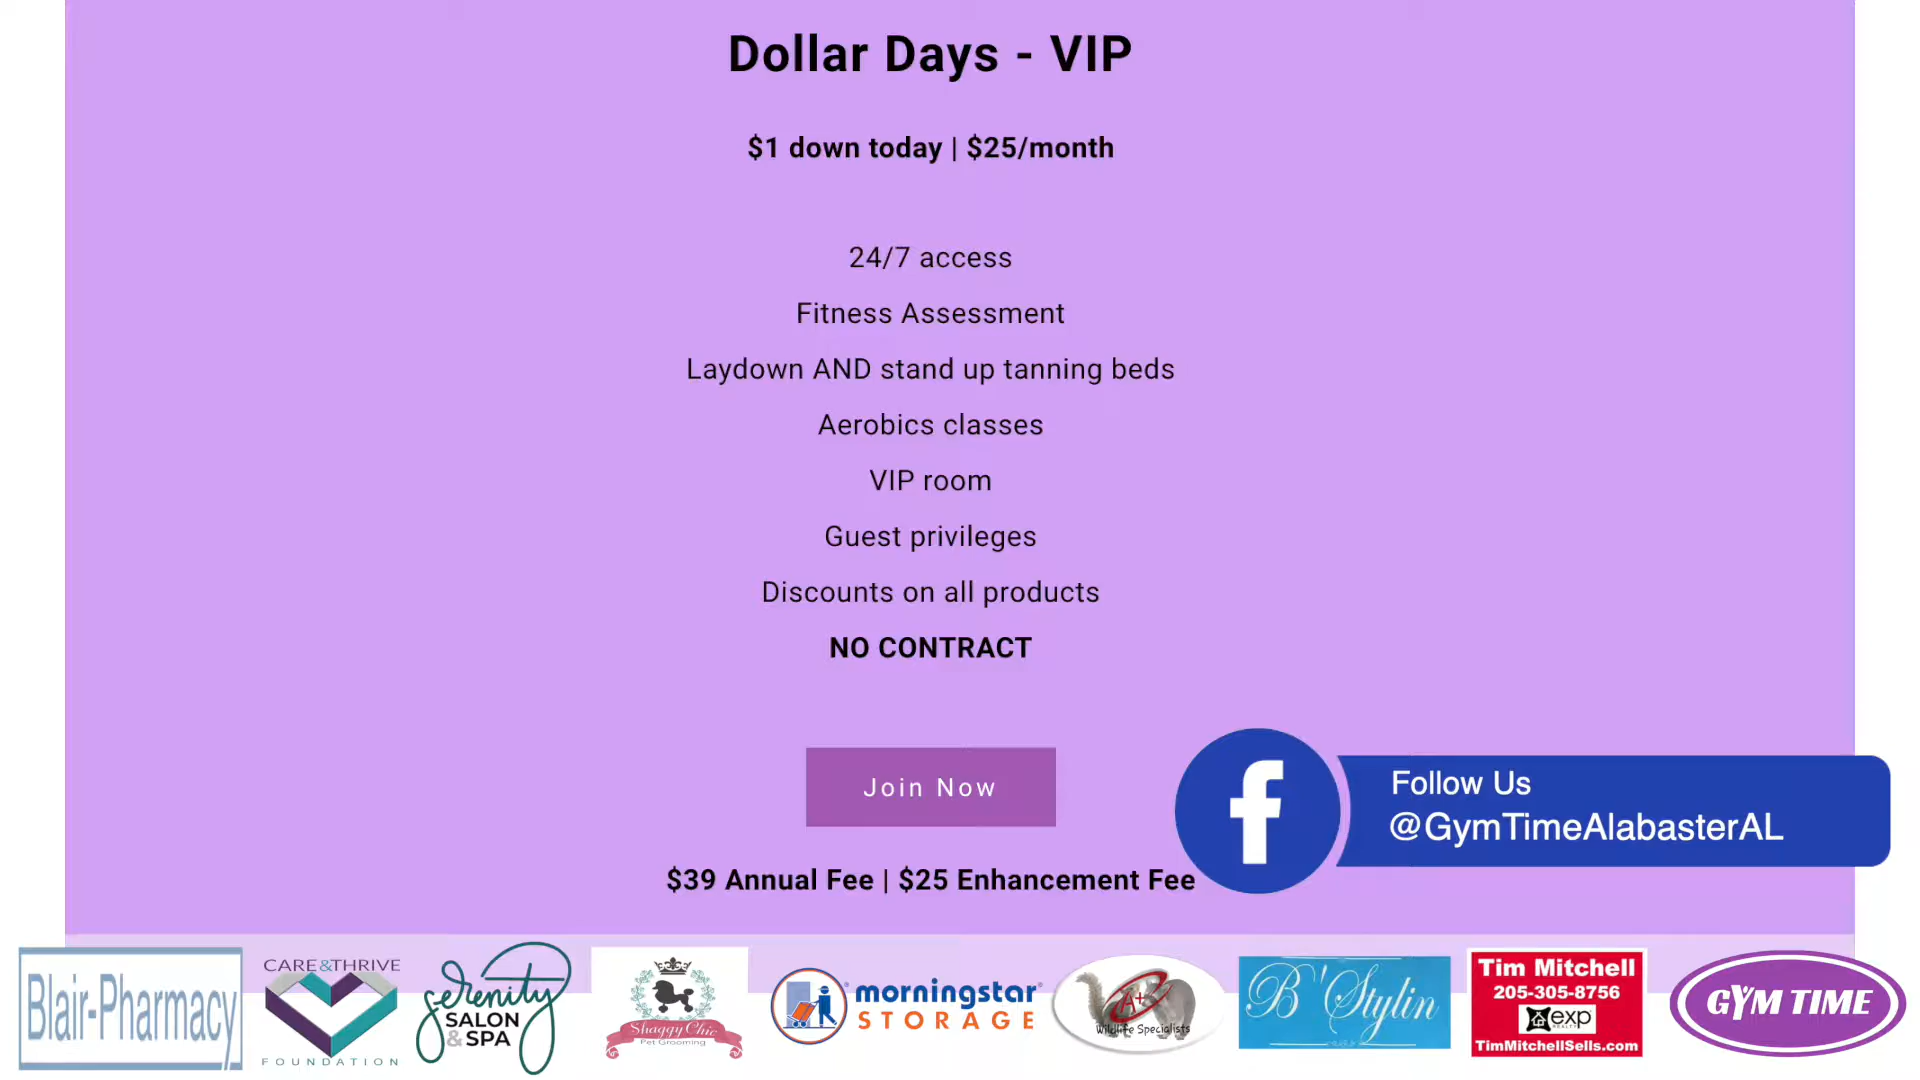 Dollar Days - VIP
$1 down today | $25/month
24/7 access
Fitness Assessment
Laydown AND stand up tanning beds
Aerobics classes
VIP room
Guest privileges
Discounts on all products
NO CONTRACT
Join Now
Follow Us
@GymTimeAlabasterAL
$39 Annual Fee | $25 Enhancement Fee
Blair-Pharmacy
CARE&THRIVE
FOUNDATION
serenity
SALON
& SPA
Shaggy Chic
Pet Grooming
morningstar
STORAGE
A+
Wildlife Specialists
B'Stylin
Tim Mitchell
205-305-8756
exp
REALTY
TimMitchellSells.com
GYM TIME